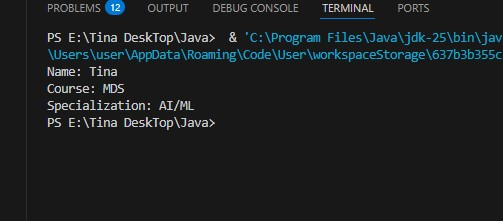 PROBLEMS 12 OUTPUT DEBUG CONSOLE TERMINAL PORTS
PS E:\Tina DeskTop\Java>  & 'C:\Program Files\Java\jdk-25\bin\jav
\Users\user\AppData\Roaming\Code\User\workspaceStorage\637b3b355c
Name: Tina
Course: MDS
Specialization: AI/ML
PS E:\Tina DeskTop\Java>